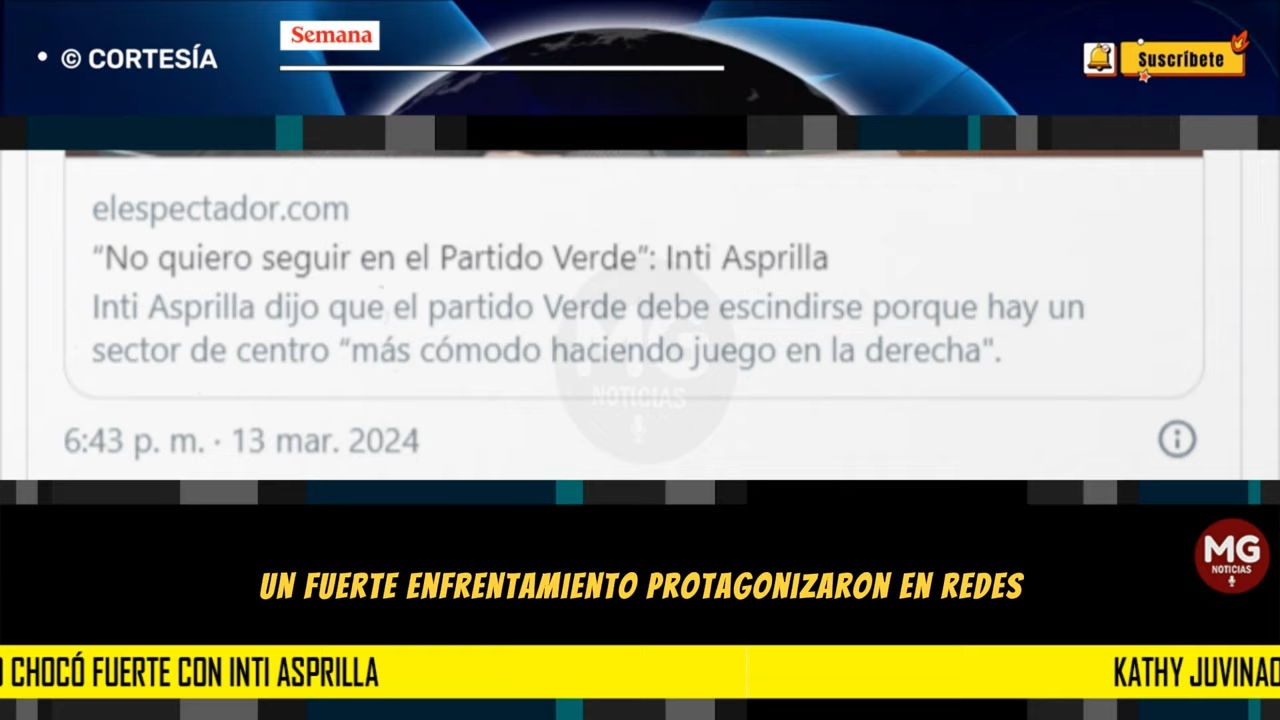 © CORTESÍA
Semana
Suscríbete
elespectador.com
“No quiero seguir en el Partido Verde”: Inti Asprilla
Inti Asprilla dijo que el partido Verde debe escindirse porque hay un
sector de centro “más cómodo haciendo juego en la derecha".
MG
NOTICIAS
6:43 p. m. · 13 mar. 2024
MG
NOTICIAS
UN FUERTE ENFRENTAMIENTO PROTAGONIZARON EN REDES
O CHOCÓ FUERTE CON INTI ASPRILLA
KATHY JUVINAO